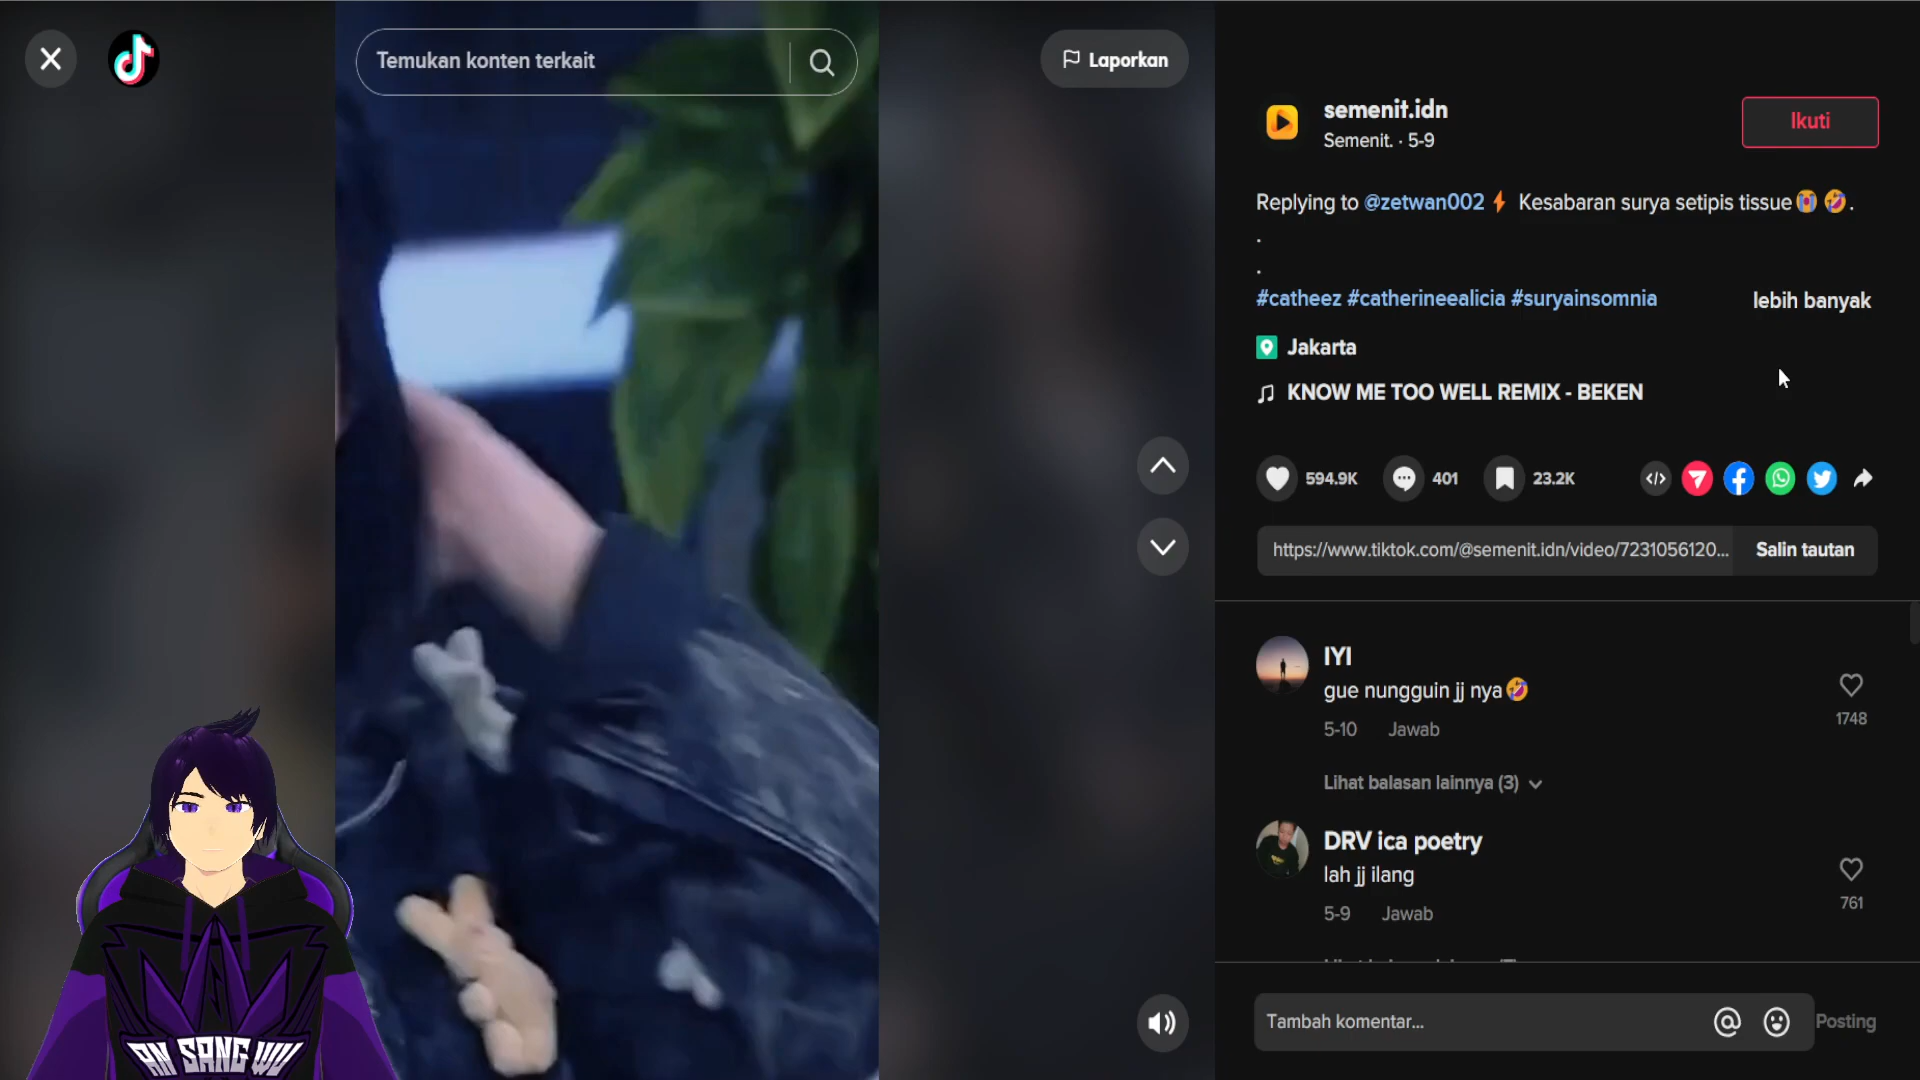 Temukan konten terkait
Laporkan
semenit.idn
Semenit. · 5-9
Ikuti
Replying to @zetwan002⚡ Kesabaran surya setipis tissue😭🤣.
.
.
#catheez #catherineealicia #suryainsomnia
lebih banyak
Jakarta
KNOW ME TOO WELL REMIX - BEKEN
594.9K
401
23.2K
https://www.tiktok.com/@semenit.idn/video/7231056120...
Salin tautan
IYI
gue nungguin jj nya🤣
1748
5-10 Jawab
Lihat balasan lainnya (3)
DRV ica poetry
lah jj ilang
761
5-9 Jawab
Tambah komentar...
Posting
AN SANG WU